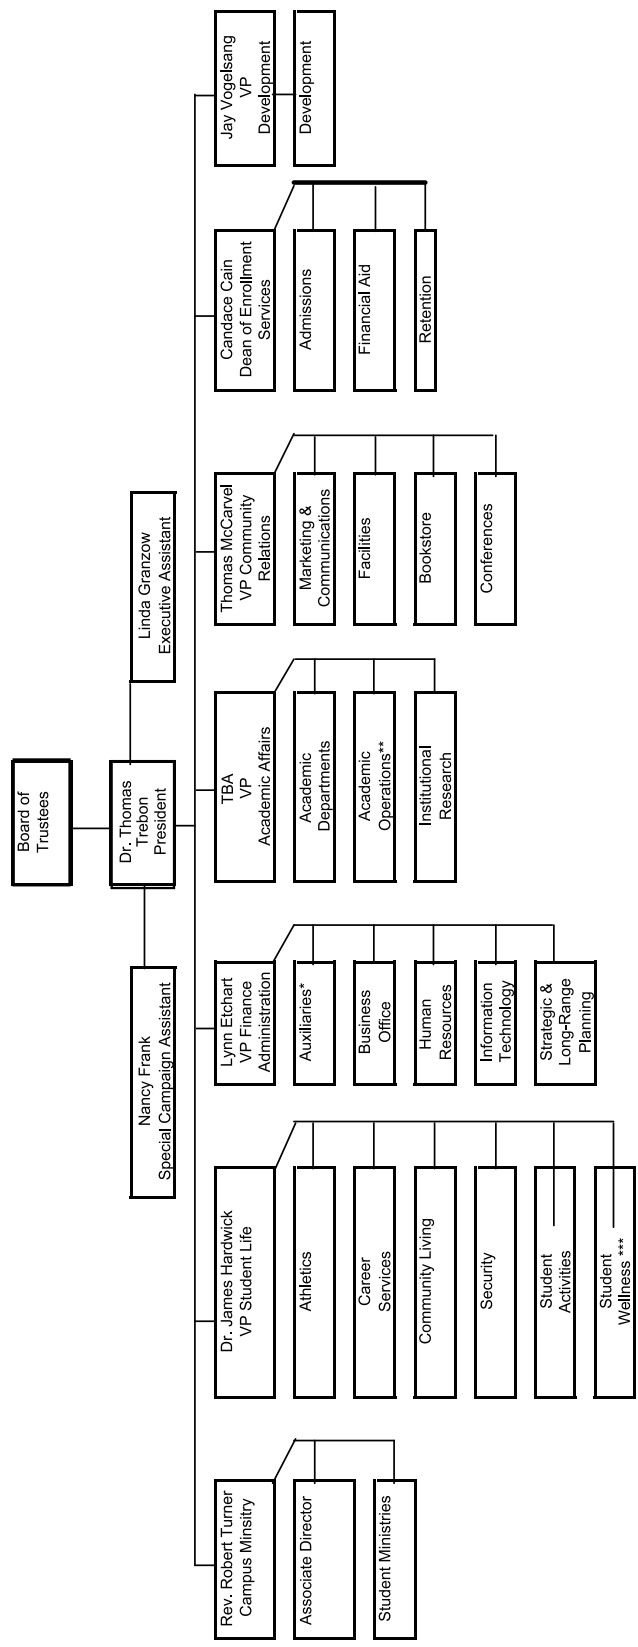 Board of
Trustees
Dr. Thomas
Trebon
President
Nancy Frank
Special Campaign Assistant
Linda Granzow
Executive Assistant
Rev. Robert Turner
Campus Minsitry
Associate Director
Student Ministries
Dr. James Hardwick
VP Student Life
Athletics
Career
Services
Community Living
Security
Student
Activities
Student
Wellness ***
Lynn Etchart
VP Finance
Administration
Auxiliaries*
Business
Office
Human
Resources
Information
Technology
Strategic &
Long-Range
Planning
TBA
VP
Academic Affairs
Academic
Departments
Academic
Operations**
Institutional
Research
Thomas McCarvel
VP Community
Relations
Marketing &
Communications
Facilities
Bookstore
Conferences
Candace Cain
Dean of Enrollment
Services
Admissions
Financial Aid
Retention
Jay Vogelsang
VP
Development
Development